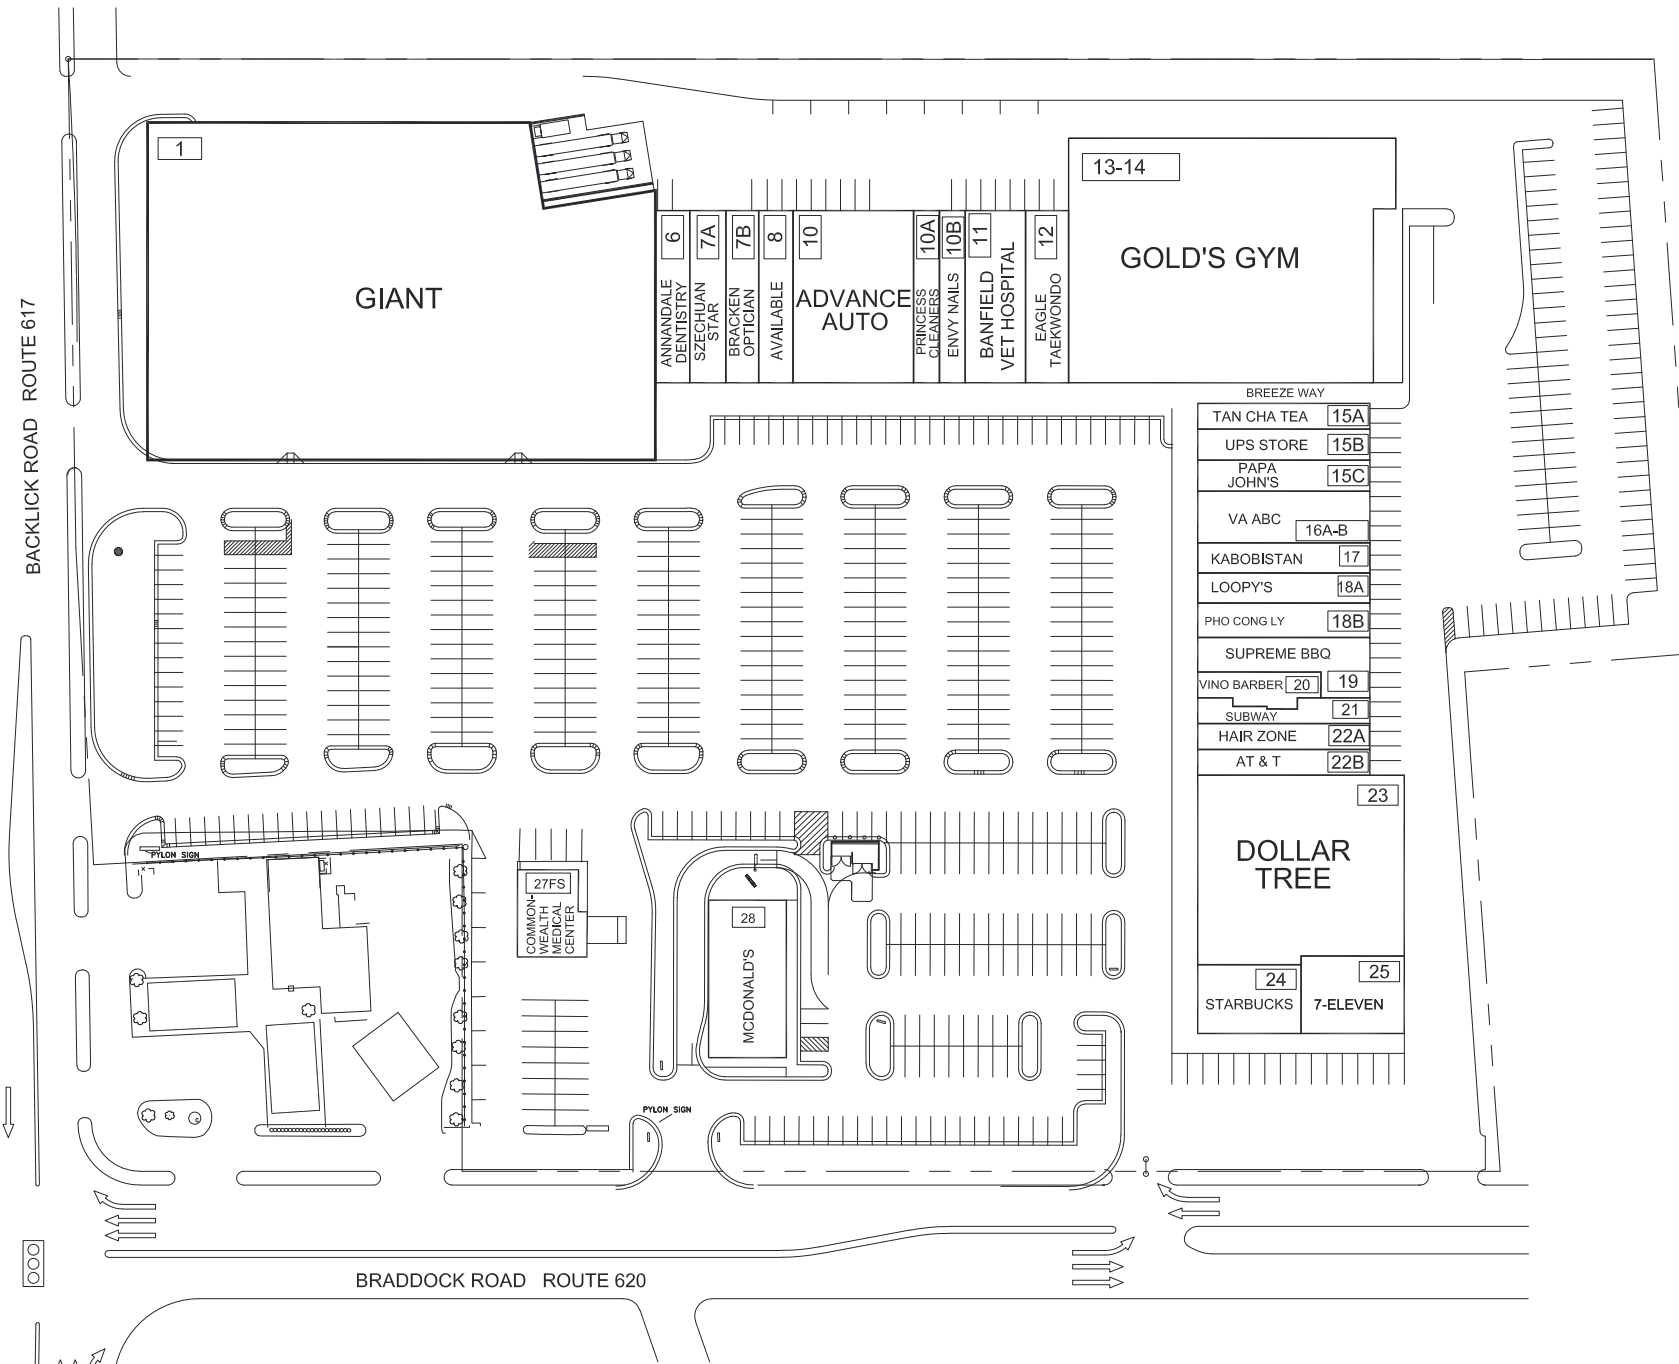 1
GIANT
6
ANNANDALE
DENTISTRY
7A
SZECHUAN
STAR
7B
BRACKEN
OPTICIAN
8
AVAILABLE
10
ADVANCE
AUTO
10A
PRINCESS
CLEANERS
10B
ENVY NAILS
11
BANFIELD
VET HOSPITAL
12
EAGLE
TAEKWONDO
13-14
GOLD'S GYM
BACKLICK ROAD ROUTE 617
BREEZE WAY
TAN CHA TEA 15A
UPS STORE 15B
PAPA
JOHN'S
15C
VA ABC
16A-B
KABOBISTAN 17
LOOPY'S 18A
PHO CONG LY 18B
SUPREME BBQ
19
VINO BARBER 20
SUBWAY 21
HAIR ZONE 22A
AT & T 22B
23
DOLLAR
TREE
24
STARBUCKS
25
7-ELEVEN
PYLON SIGN
27FS
COMMON-
WEALTH
MEDICAL
CENTER
28
MCDONALD'S
PYLON SIGN
BRADDOCK ROAD ROUTE 620